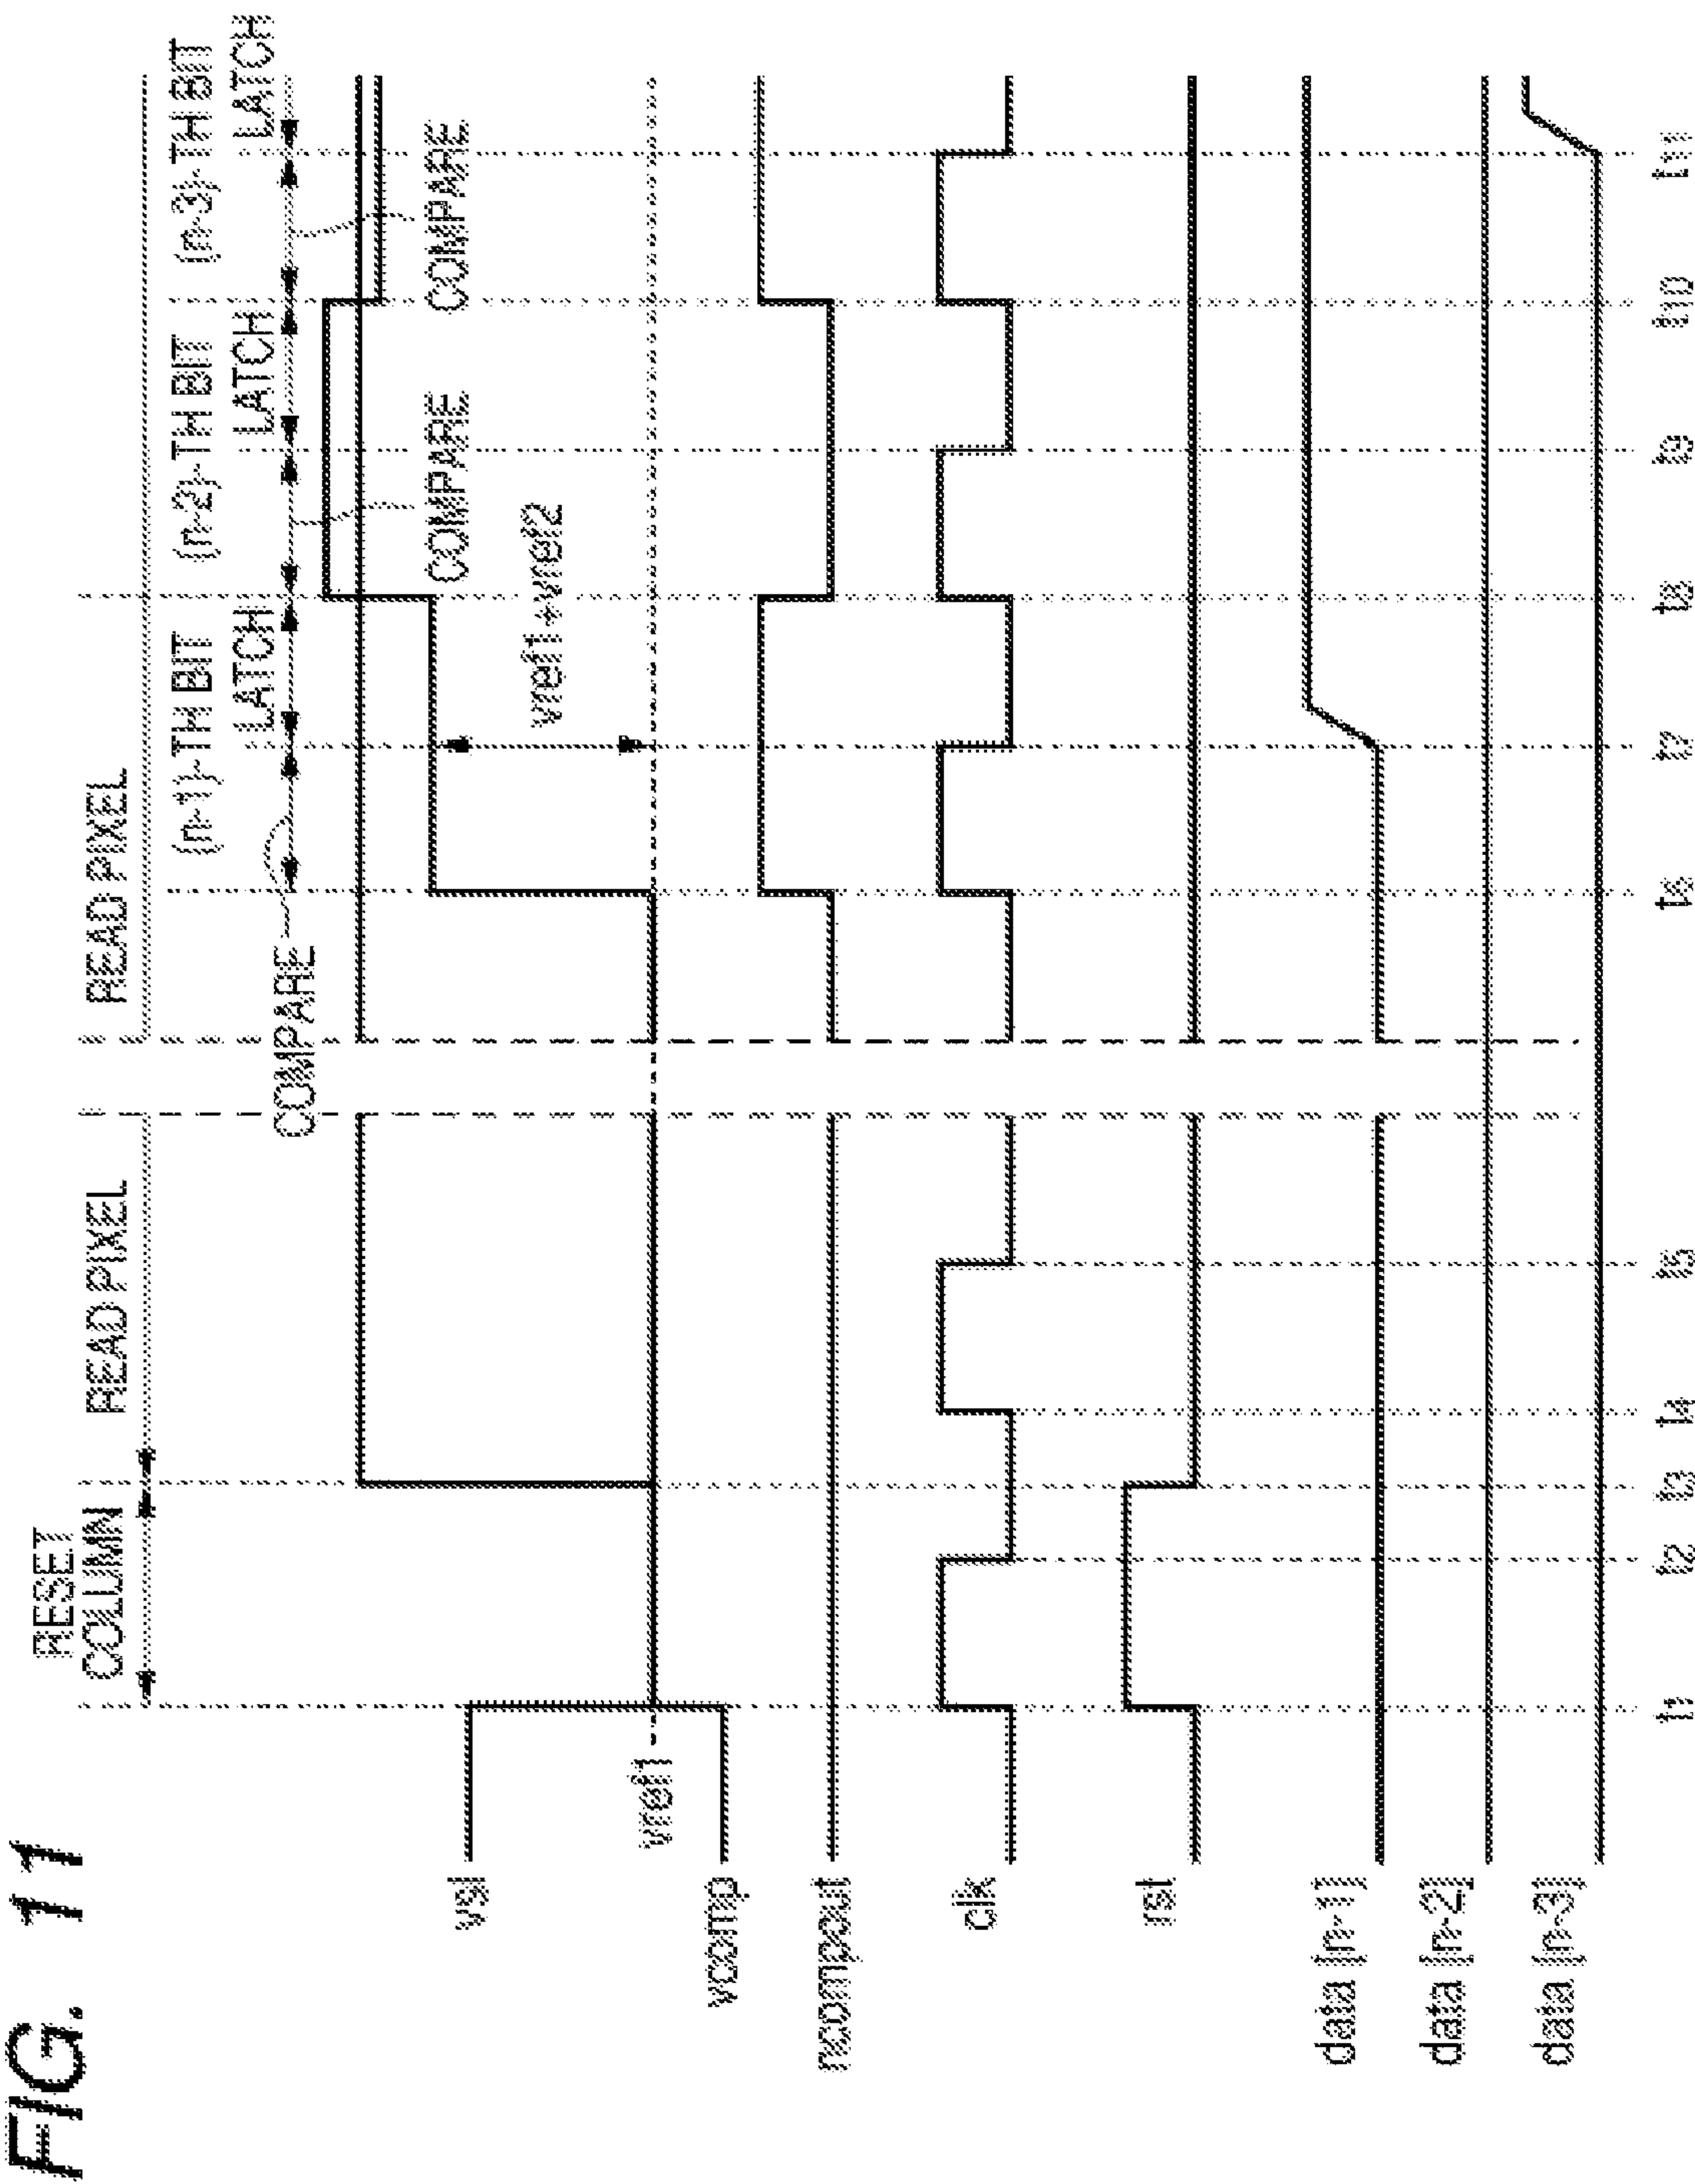 FIG. 11
RESET
COLUMN
READ PIXEL
READ PIXEL
(n-1)-TH BIT
(n-2)-TH BIT
(n-3)-TH BIT
LATCH
LATCH
LATCH
COMPARE
COMPARE
COMPARE
vsl
vref1
vref1+vref2
vcomp
ncompout
clk
rst
data [n-1]
data [n-2]
data [n-3]
t1
t2
t3
t4
t5
t6
t7
t8
t9
t10
t11